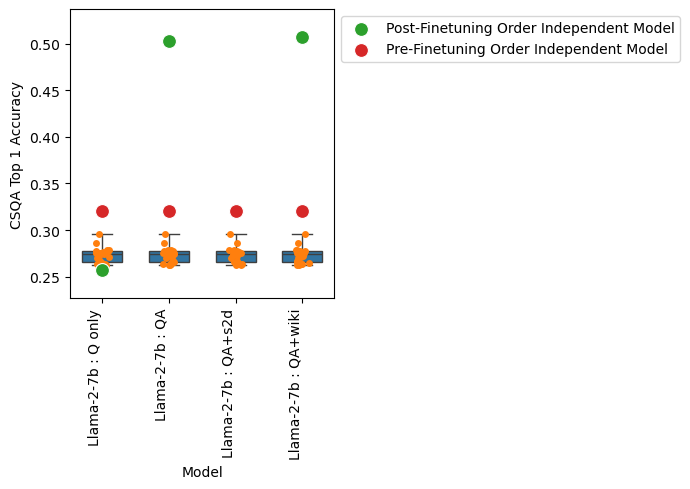 Post-Finetuning Order Independent Model
Pre-Finetuning Order Independent Model
CSQA Top 1 Accuracy
0.50
0.45
0.40
0.35
0.30
0.25
Llama-2-7b : Q only
Llama-2-7b : QA
Llama-2-7b : QA+s2d
Llama-2-7b : QA+wiki
Model